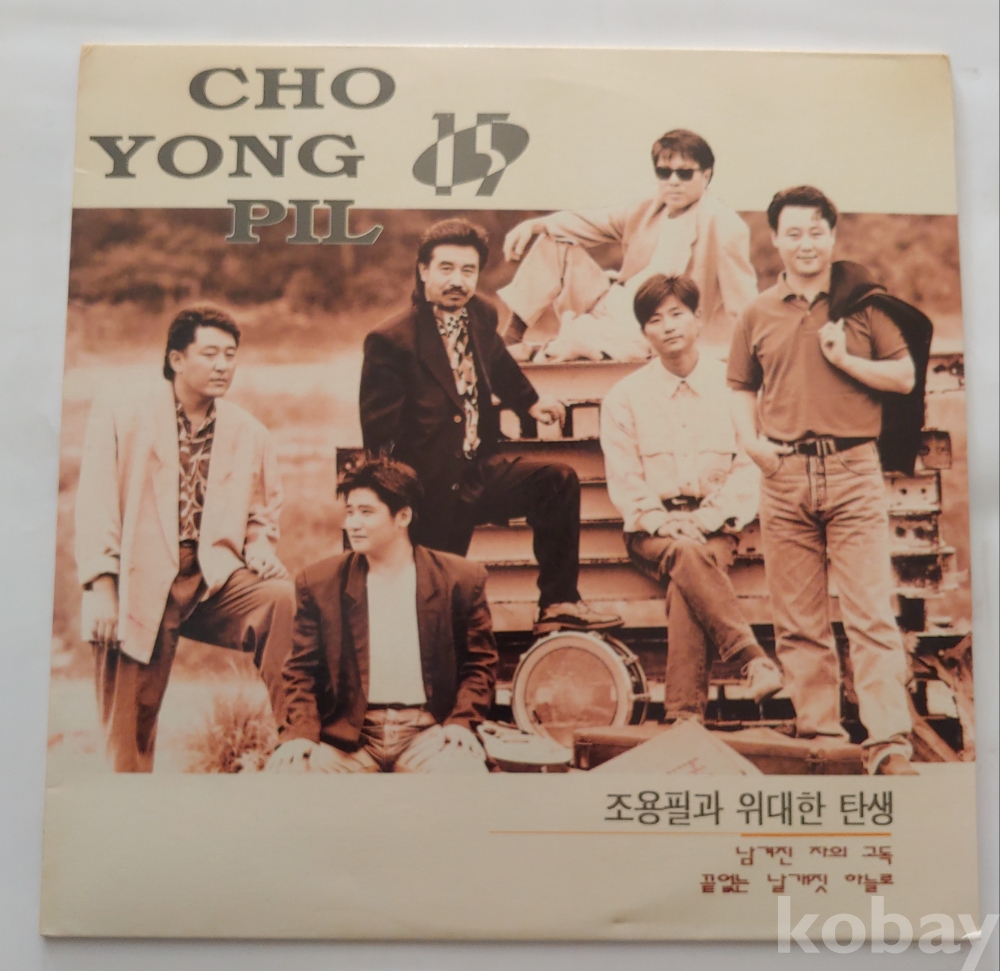 CHO
YONG
PIL
15
조용필과 위대한 탄생
남겨진 자의 고독
끝없는 날개짓 하늘로
kobay